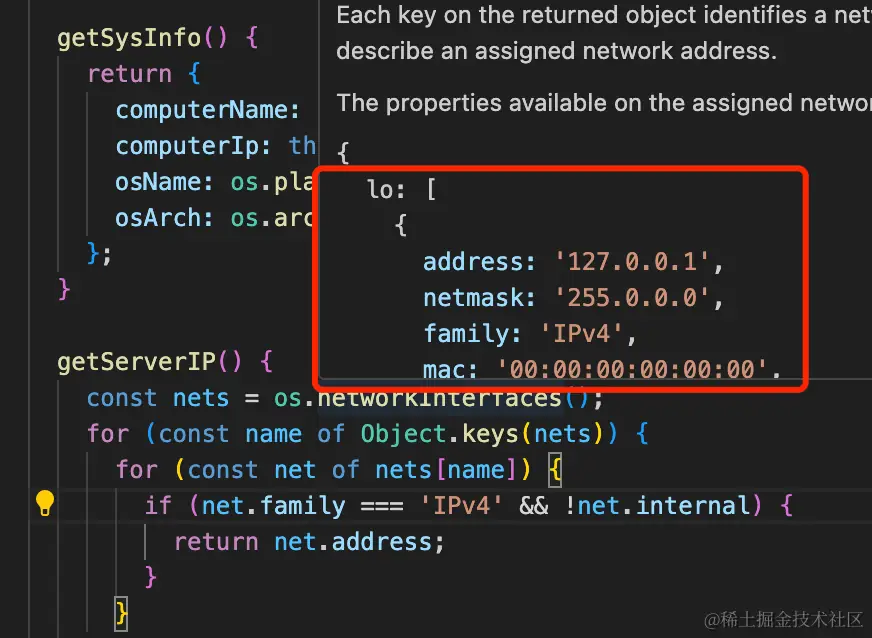 Each key on the returned object identifies a net
describe an assigned network address.
The properties available on the assigned networ
{
lo: [
{
address: '127.0.0.1',
netmask: '255.0.0.0',
family: 'IPv4',
mac: '00:00:00:00:00:00',
getSysInfo() {
return {
computerName:
computerIp: th
osName: os.pla
osArch: os.arc
};
}
getServerIP() {
const nets = os.networkInterfaces();
for (const name of Object.keys(nets)) {
for (const net of nets[name]) {
if (net.family === 'IPv4' && !net.internal) {
return net.address;
}
}
@稀土掘金技术社区